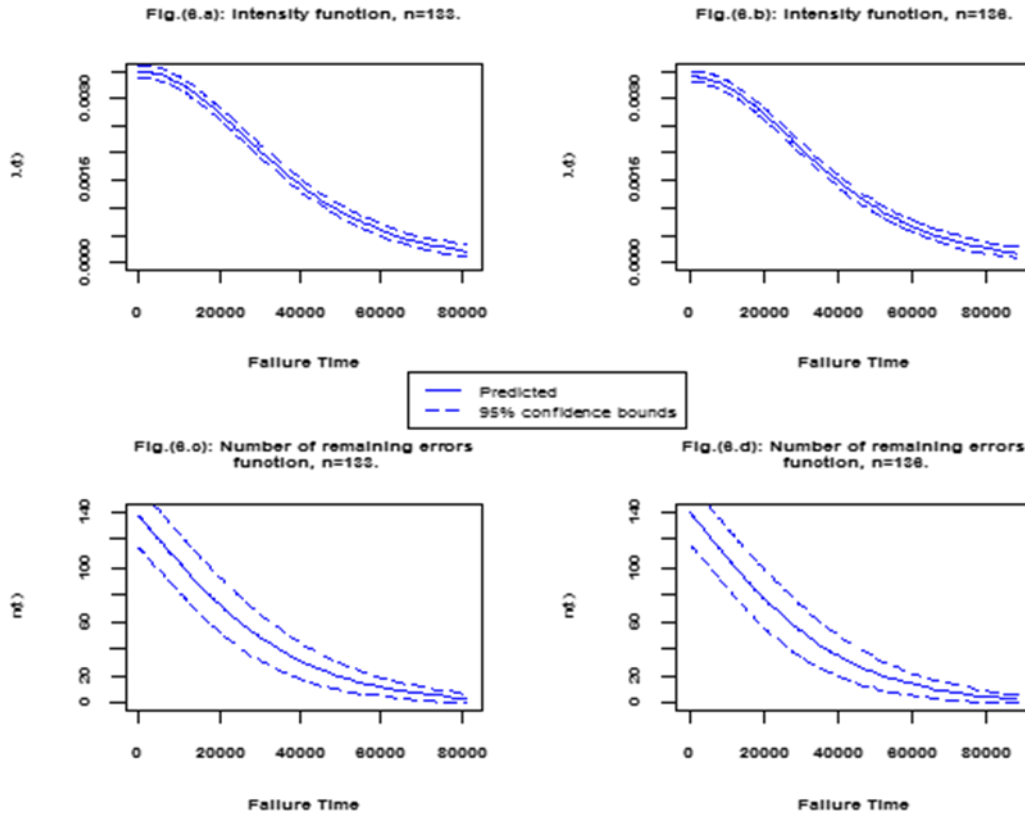 Fig.(6.a): Intensity function, n=133.
Fig.(6.b): Intensity function, n=136.
0.0030
0.0016
0.0000
0 20000 40000 60000 80000
Failure Time
0.0030
0.0016
0.0000
0 20000 40000 60000 80000
Failure Time
Predicted
95% confidence bounds
Fig.(6.c): Number of remaining errors
function, n=133.
Fig.(6.d): Number of remaining errors
function, n=136.
140
100
60
20
0
0 20000 40000 60000 80000
Failure Time
140
100
60
20
0
0 20000 40000 60000 80000
Failure Time